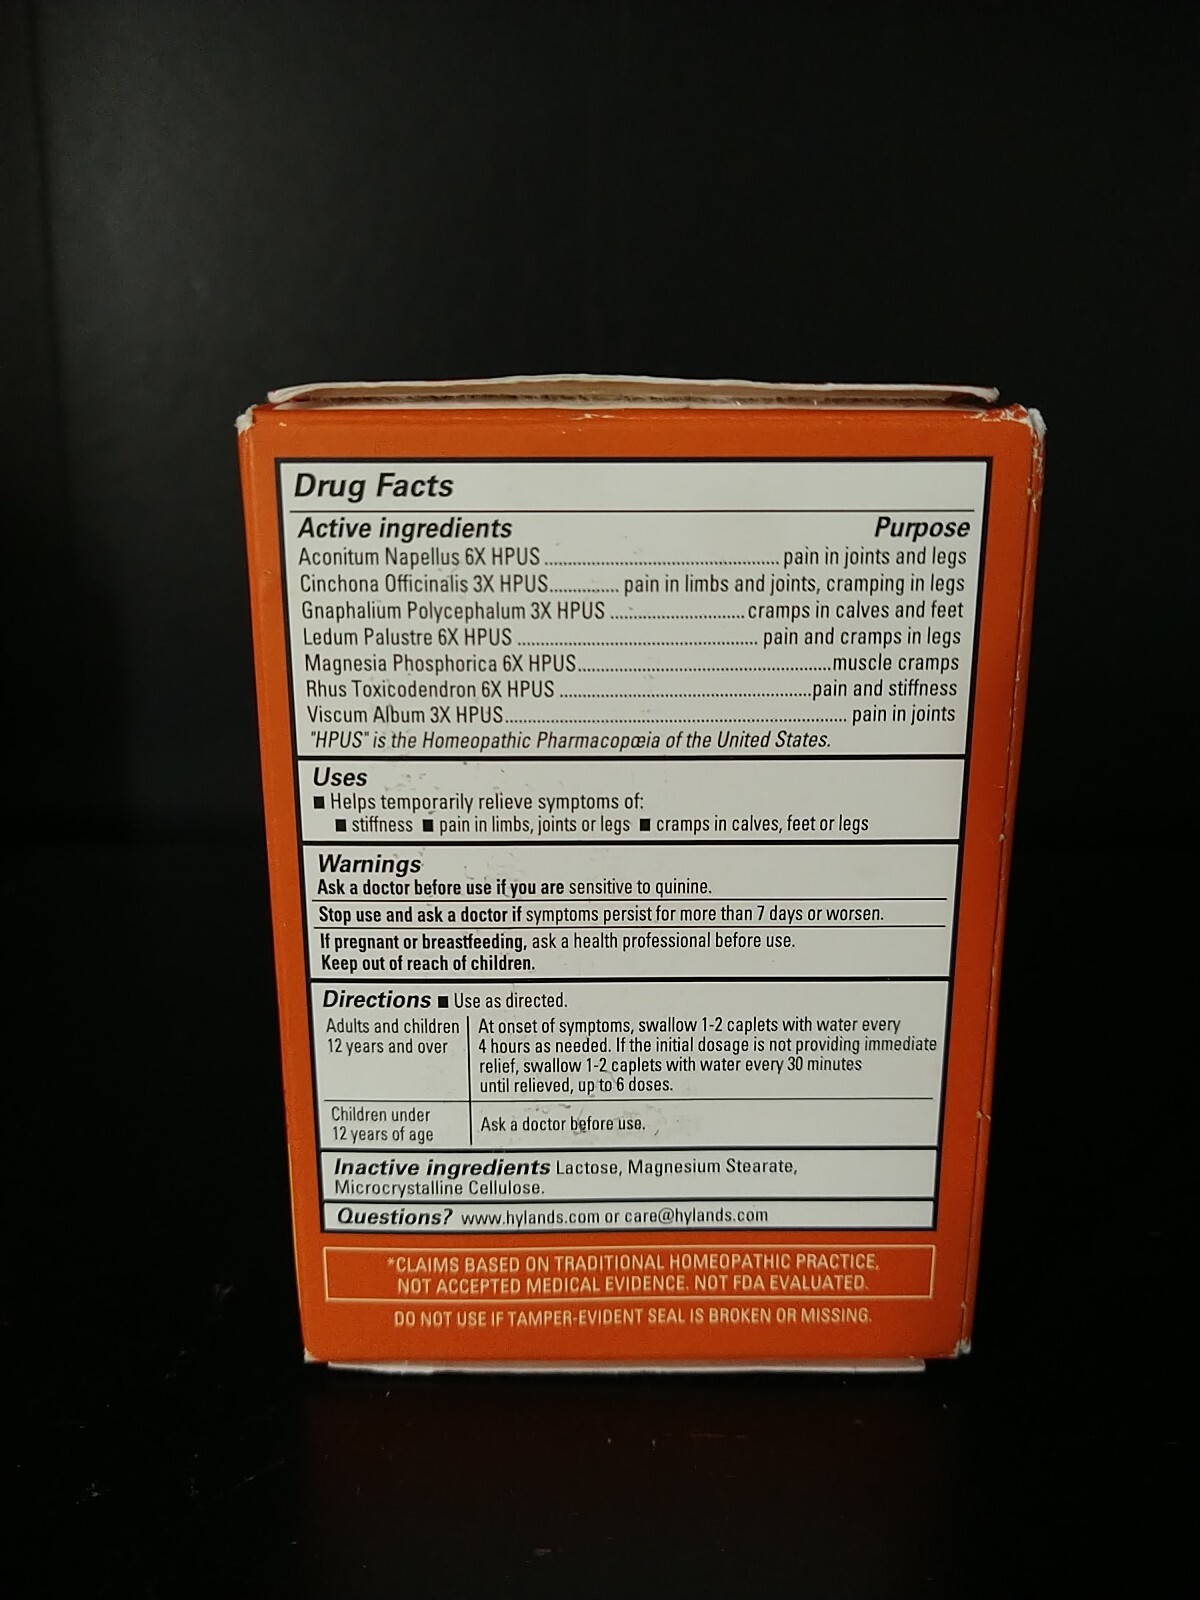 Drug Facts
Active ingredients Purpose
Aconitum Napellus 6X HPUS ............................................... pain in joints and legs
Cinchona Officinalis 3X HPUS.............. pain in limbs and joints, cramping in legs
Gnaphalium Polycephalum 3X HPUS ........................... cramps in calves and feet
Ledum Palustre 6X HPUS ................................................ pain and cramps in legs
Magnesia Phosphorica 6X HPUS.................................................... muscle cramps
Rhus Toxicodendron 6X HPUS ....................................................pain and stiffness
Viscum Album 3X HPUS...................................................................... pain in joints
"HPUS" is the Homeopathic Pharmacopœia of the United States.
Uses
■ Helps temporarily relieve symptoms of:
■ stiffness ■ pain in limbs, joints or legs ■ cramps in calves, feet or legs
Warnings
Ask a doctor before use if you are sensitive to quinine.
Stop use and ask a doctor if symptoms persist for more than 7 days or worsen.
If pregnant or breastfeeding, ask a health professional before use.
Keep out of reach of children.
Directions ■ Use as directed.
Adults and children 12 years and over
At onset of symptoms, swallow 1-2 caplets with water every
4 hours as needed. If the initial dosage is not providing immediate
relief, swallow 1-2 caplets with water every 30 minutes
until relieved, up to 6 doses.
Children under
12 years of age
Ask a doctor before use.
Inactive ingredients Lactose, Magnesium Stearate,
Microcrystalline Cellulose.
Questions? www.hylands.com or care@hylands.com
*CLAIMS BASED ON TRADITIONAL HOMEOPATHIC PRACTICE,
NOT ACCEPTED MEDICAL EVIDENCE. NOT FDA EVALUATED.
DO NOT USE IF TAMPER-EVIDENT SEAL IS BROKEN OR MISSING.